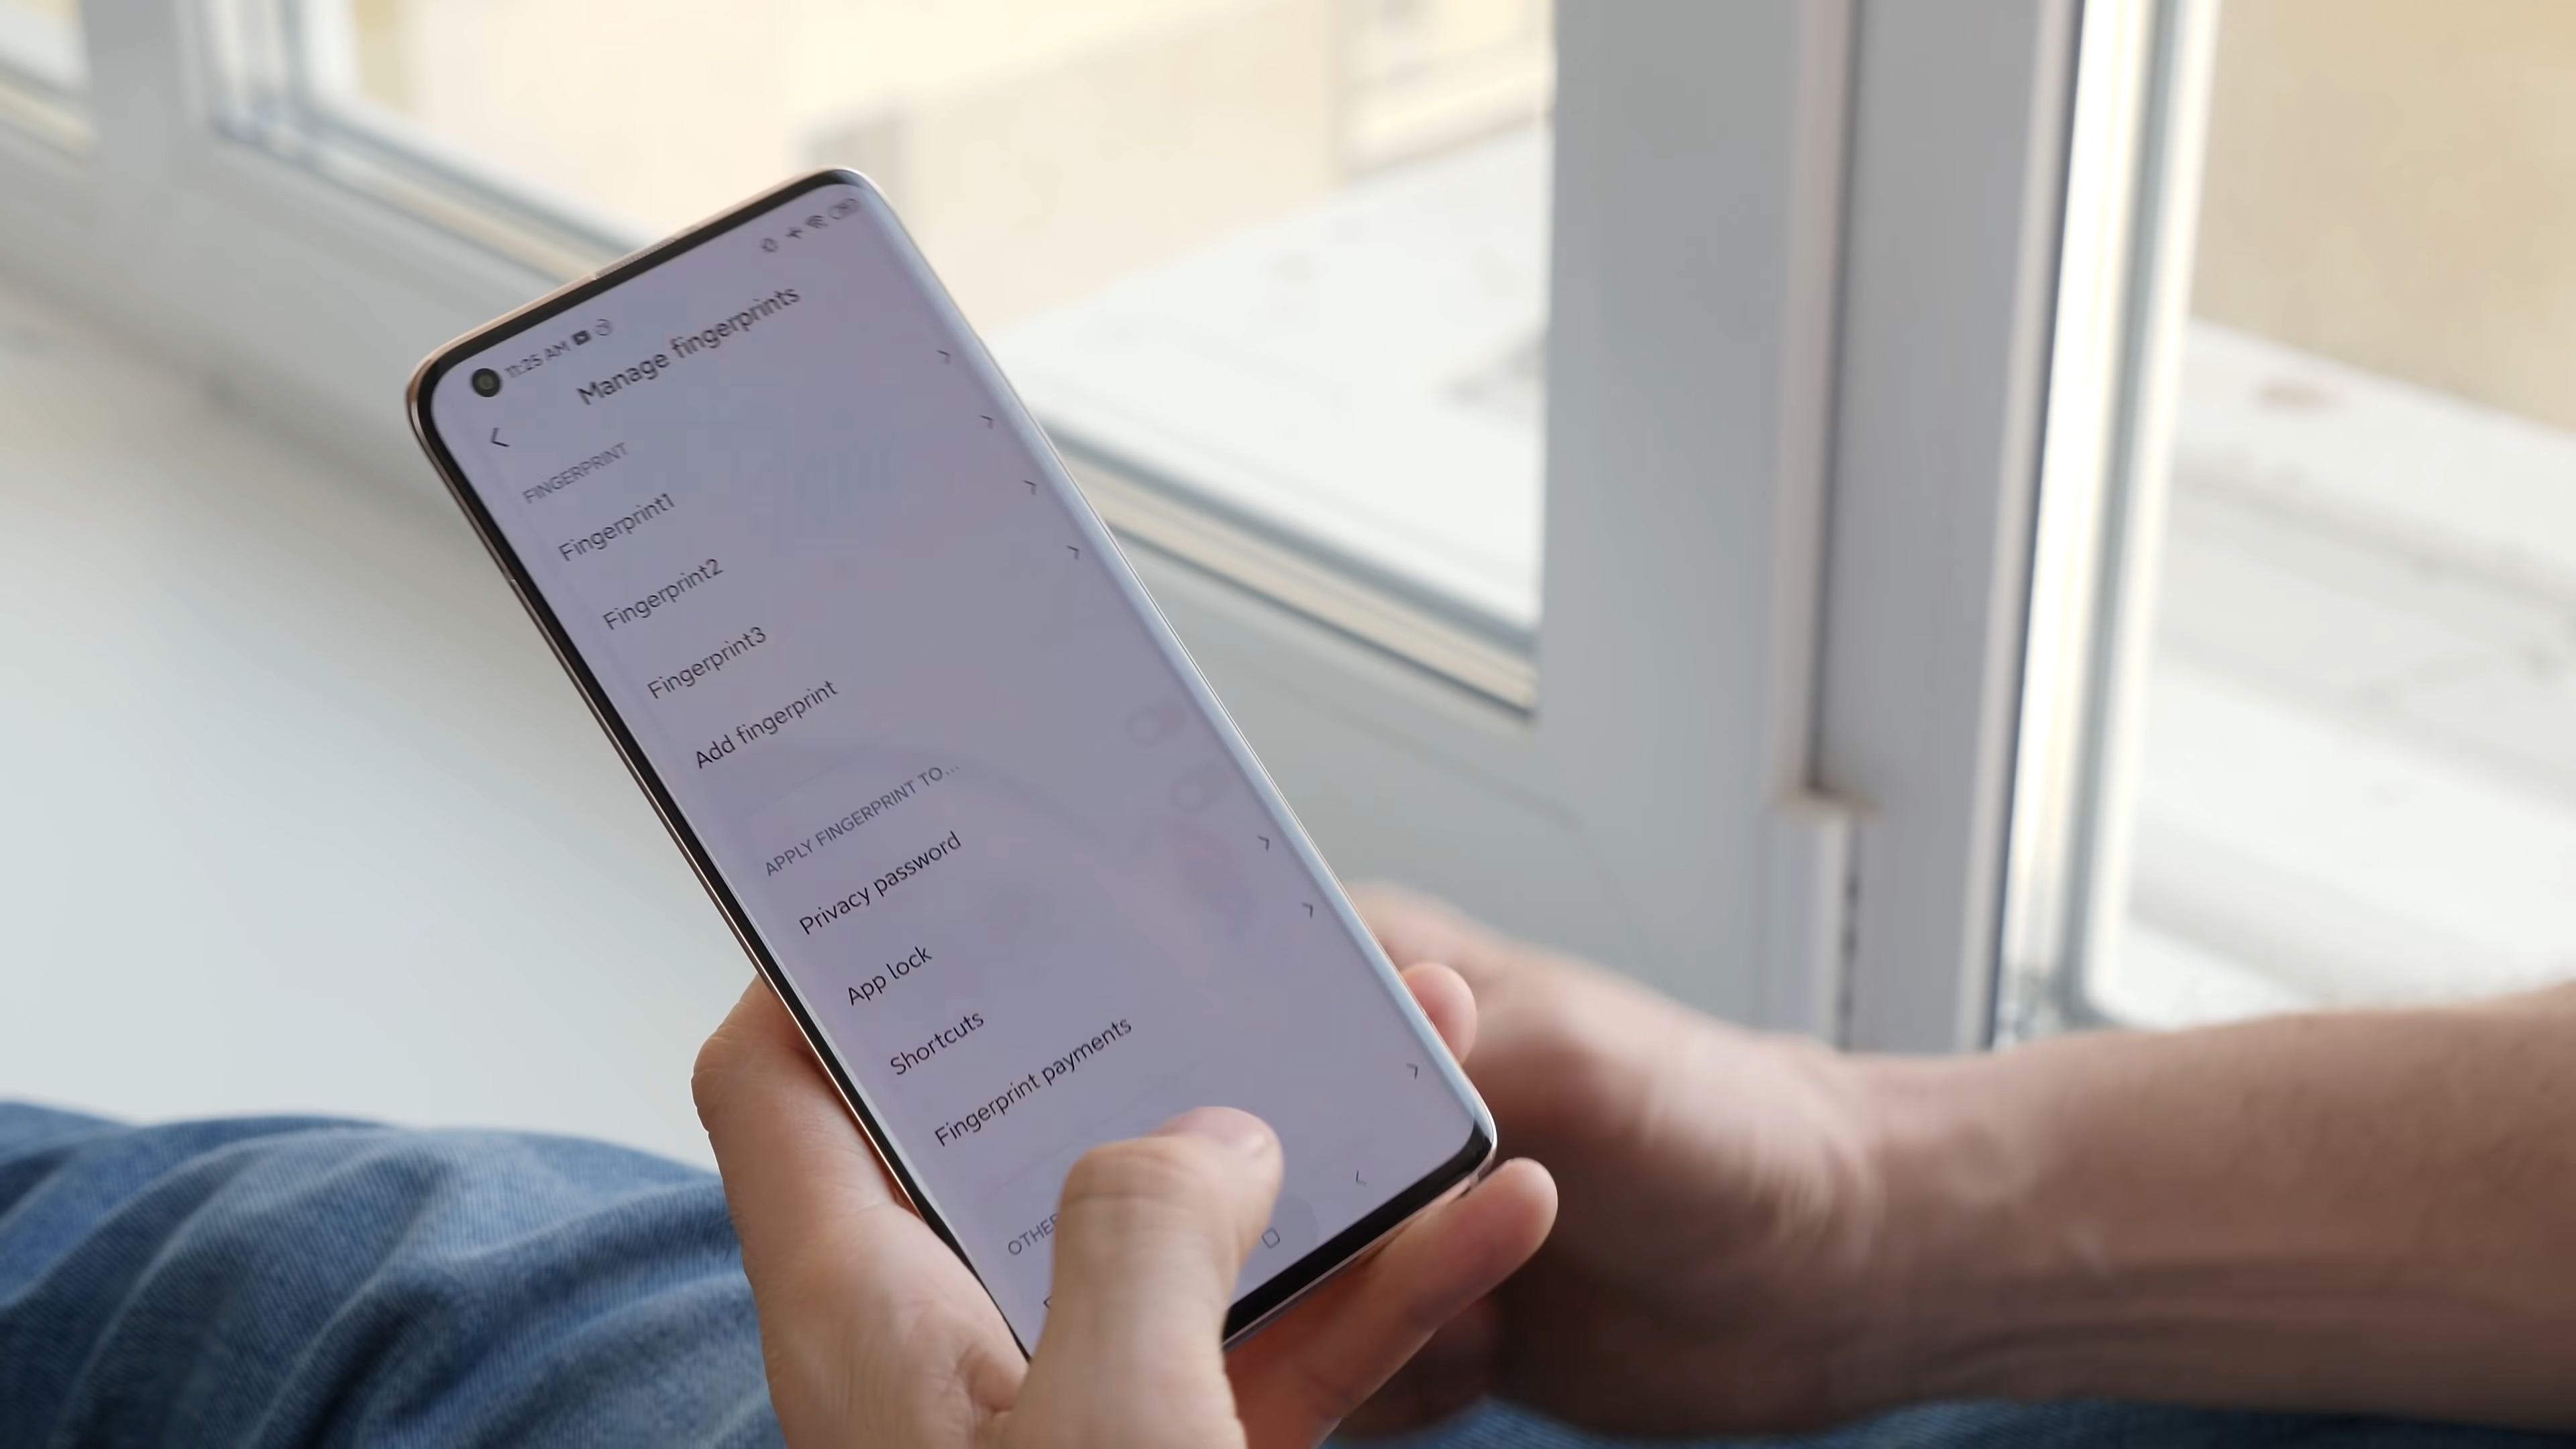 11:25 AM
Manage fingerprints
FINGERPRINT
Fingerprint1
Fingerprint2
Fingerprint3
Add fingerprint
APPLY FINGERPRINT TO...
Privacy password
App lock
Shortcuts
Fingerprint payments